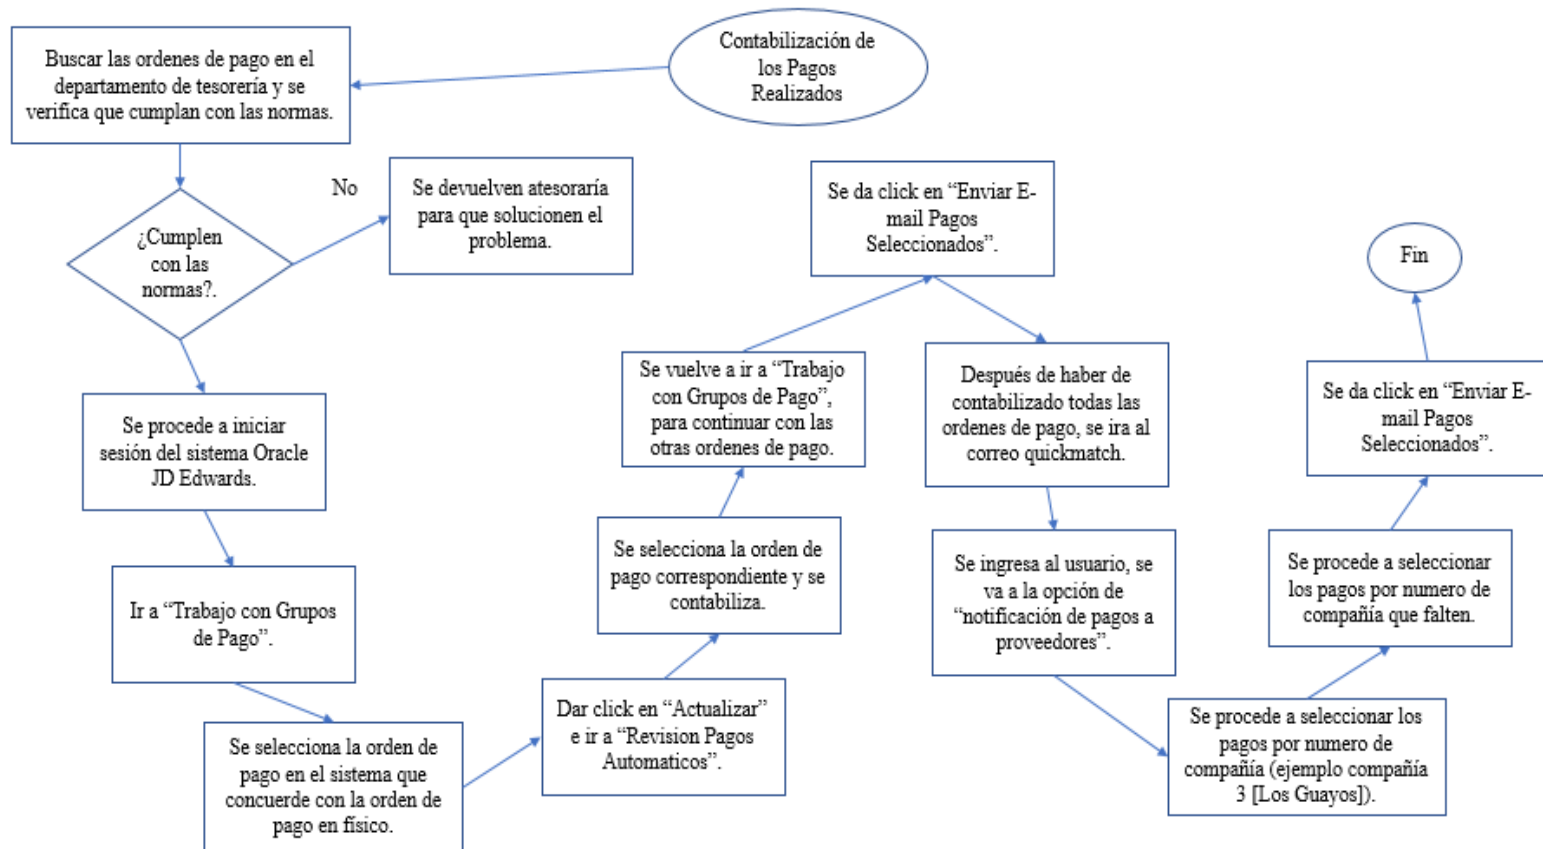 Contabilización de
los Pagos
Realizados
Buscar las ordenes de pago en el
departamento de tesorería y se
verifica que cumplan con las normas.
¿Cumplen
con las
normas?.
No
Se devuelven atesoraría
para que solucionen el
problema.
Se procede a iniciar
sesión del sistema Oracle
JD Edwards.
Ir a “Trabajo con Grupos
de Pago”.
Se selecciona la orden de
pago en el sistema que
concuerde con la orden de
pago en físico.
Dar click en “Actualizar”
e ir a “Revision Pagos
Automaticos”.
Se selecciona la orden de
pago correspondiente y se
contabiliza.
Se vuelve a ir a “Trabajo
con Grupos de Pago”,
para continuar con las
otras ordenes de pago.
Se da click en “Enviar E-
mail Pagos
Seleccionados”.
Después de haber de
contabilizado todas las
ordenes de pago, se ira al
correo quickmatch.
Se ingresa al usuario, se
va a la opción de
“notificación de pagos a
proveedores”.
Se procede a seleccionar los
pagos por numero de
compañía (ejemplo compañía
3 [Los Guayos]).
Se procede a seleccionar
los pagos por numero de
compañía que falten.
Se da click en “Enviar E-
mail Pagos
Seleccionados”.
Fin